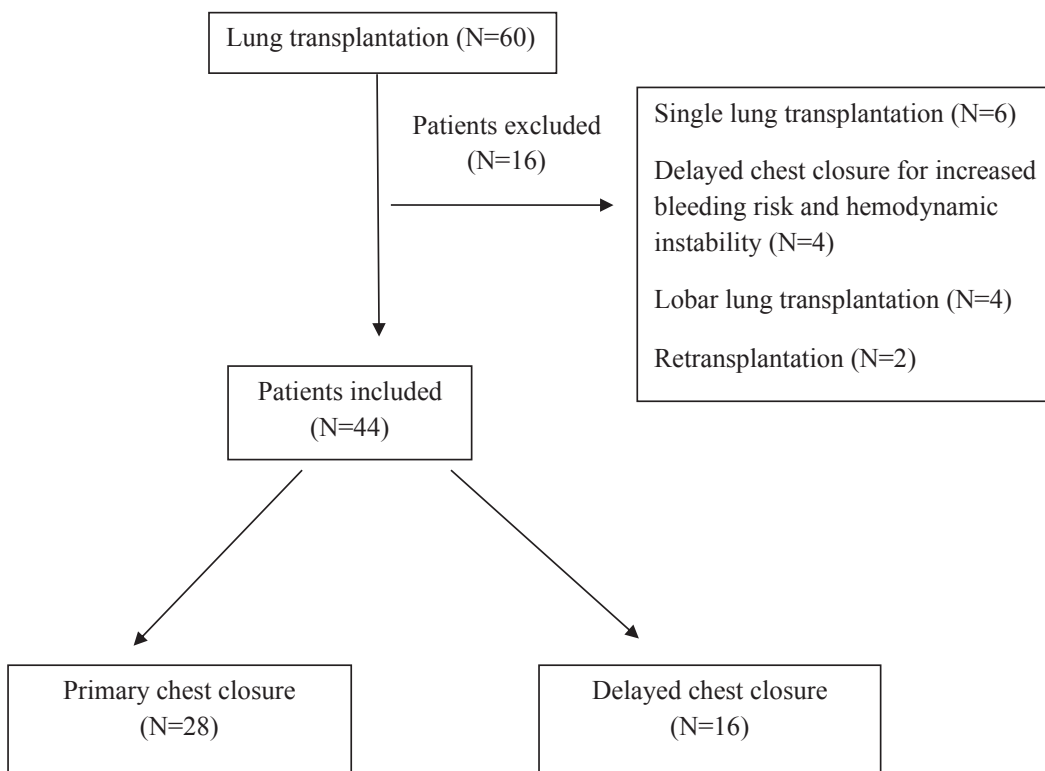 Lung transplantation (N=60)
Patients excluded
(N=16)
Single lung transplantation (N=6)
Delayed chest closure for increased
bleeding risk and hemodynamic
instability (N=4)
Lobar lung transplantation (N=4)
Retransplantation (N=2)
Patients included
(N=44)
Primary chest closure
(N=28)
Delayed chest closure
(N=16)